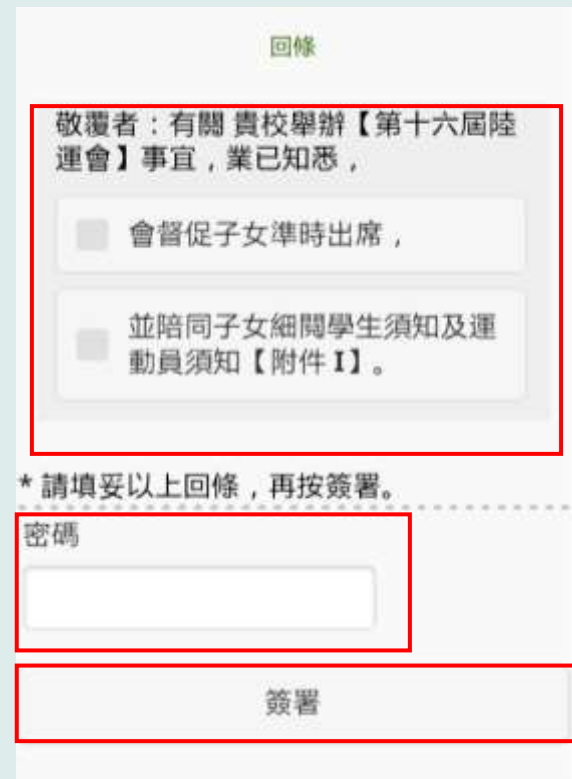 回條
敬覆者：有關 貴校舉辦【第十六屆陸
運會】事宜，業已知悉，
會督促子女準時出席，
並陪同子女細閱學生須知及運
動員須知【附件 I】。
* 請填妥以上回條，再按簽署。
密碼
簽署